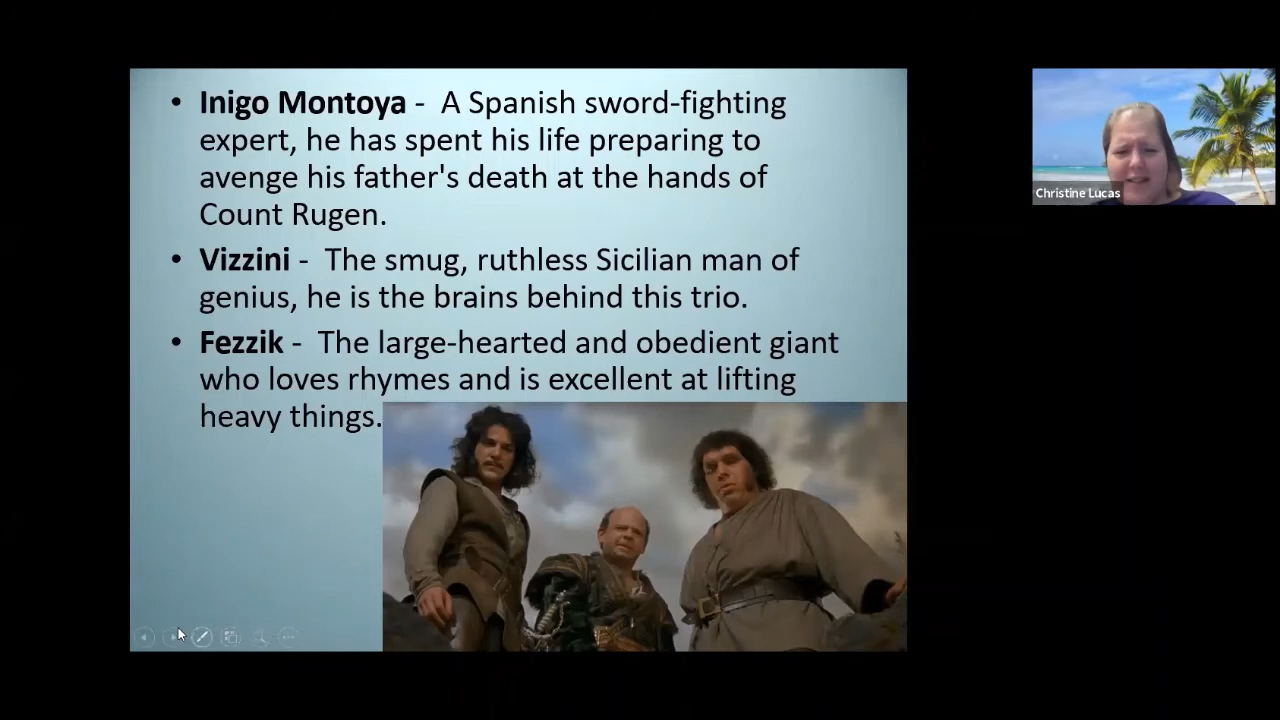 • Inigo Montoya - A Spanish sword-fighting
expert, he has spent his life preparing to
avenge his father's death at the hands of
Count Rugen.
• Vizzini - The smug, ruthless Sicilian man of
genius, he is the brains behind this trio.
• Fezzik - The large-hearted and obedient giant
who loves rhymes and is excellent at lifting
heavy things.
Christine Lucas